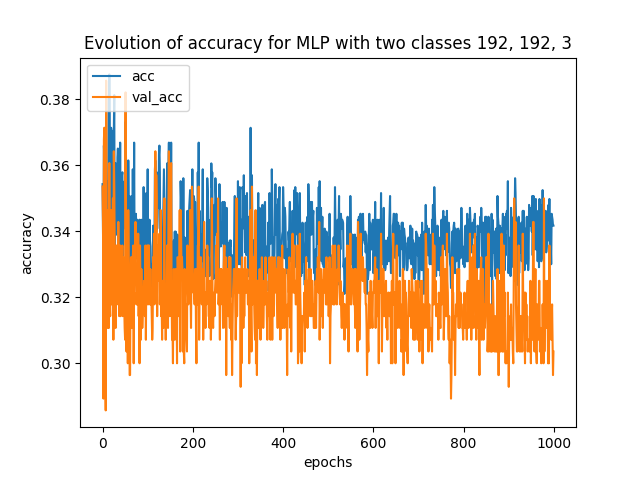 Evolution of accuracy for MLP with two classes 192, 192, 3
acc
val_acc
0.38
0.36
0.34
0.32
0.30
accuracy
0 200 400 600 800 1000
epochs